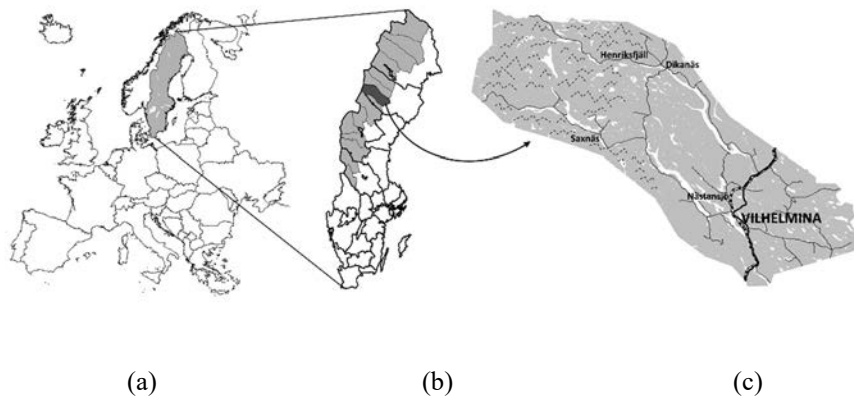 Henriksfjäll
Dikanäs
Saxnäs
Nästansjö
VILHELMINA
(a)
(b)
(c)